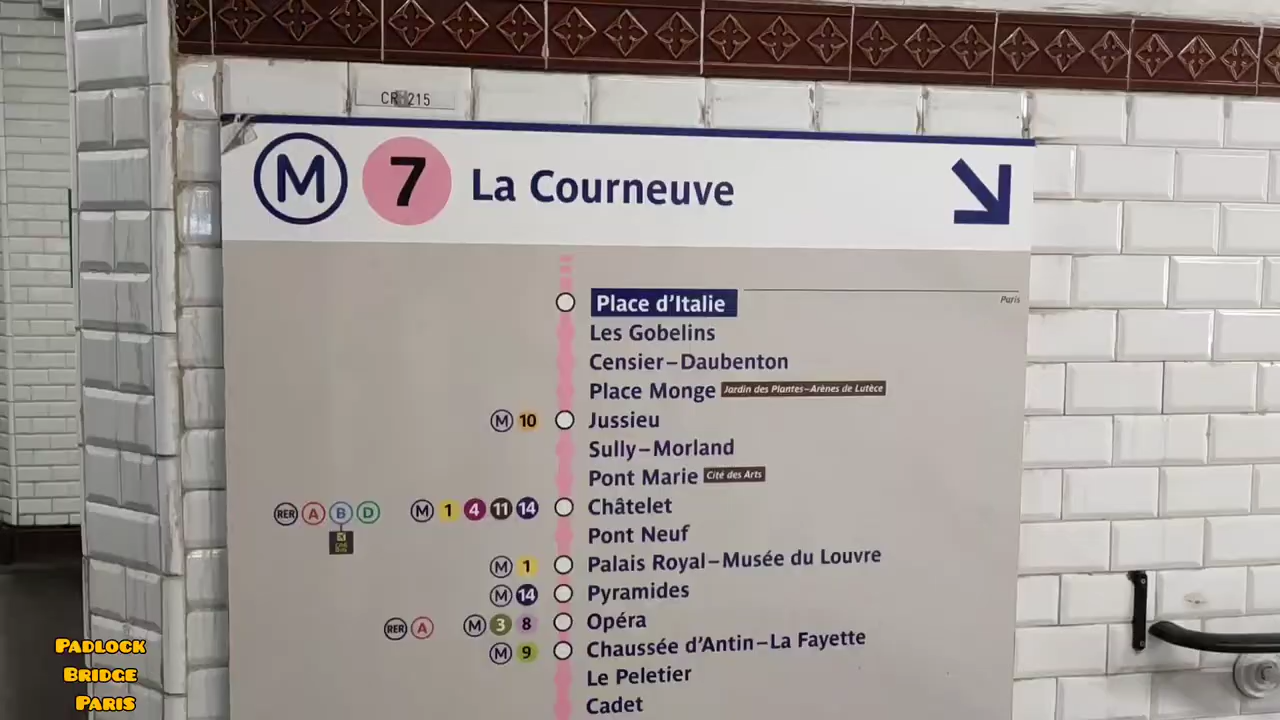 CR 215
M 7 La Courneuve
Place d'Italie
Paris
Les Gobelins
Censier–Daubenton
Place Monge Jardin des Plantes–Arènes de Lutèce
M 10 Jussieu
Sully–Morland
Pont Marie Cité des Arts
RER A B D M 1 4 11 14 Châtelet
Pont Neuf
M 1 Palais Royal–Musée du Louvre
M 14 Pyramides
RER A M 3 8 Opéra
M 9 Chaussée d'Antin–La Fayette
Le Peletier
Cadet
Padlock
Bridge
Paris